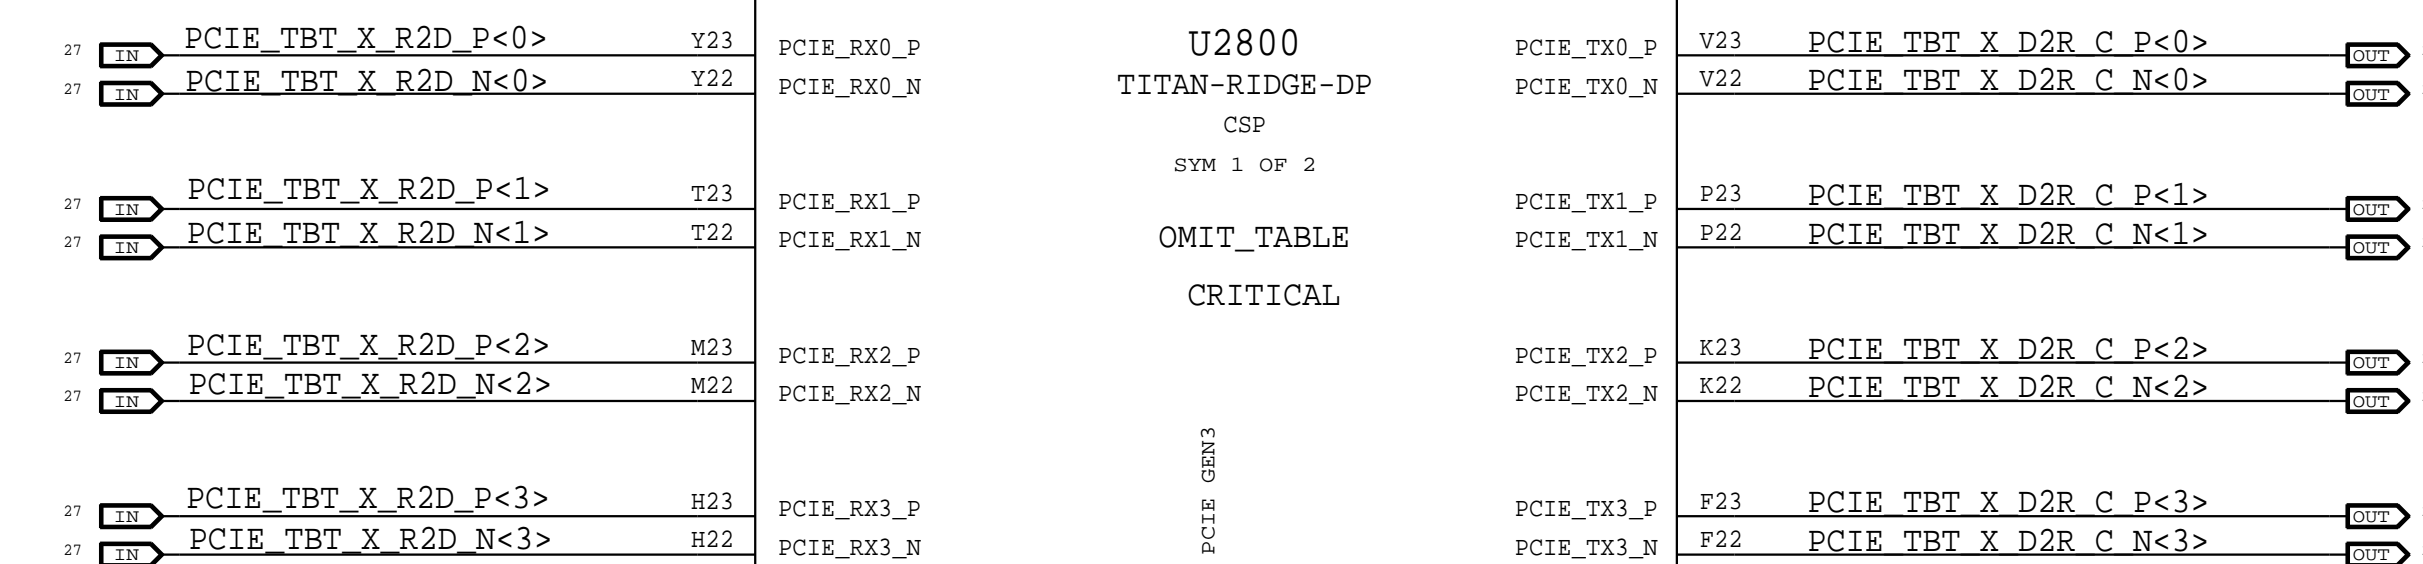 27 IN PCIE_TBT_X_R2D_P<0> Y23 PCIE_RX0_P U2800 PCIE_TX0_P V23 PCIE_TBT_X_D2R_C_P<0> OUT
27 IN PCIE_TBT_X_R2D_N<0> Y22 PCIE_RX0_N TITAN-RIDGE-DP PCIE_TX0_N V22 PCIE_TBT_X_D2R_C_N<0> OUT
CSP
SYM 1 OF 2
27 IN PCIE_TBT_X_R2D_P<1> T23 PCIE_RX1_P PCIE_TX1_P P23 PCIE_TBT_X_D2R_C_P<1> OUT
27 IN PCIE_TBT_X_R2D_N<1> T22 PCIE_RX1_N OMIT_TABLE PCIE_TX1_N P22 PCIE_TBT_X_D2R_C_N<1> OUT
CRITICAL
27 IN PCIE_TBT_X_R2D_P<2> M23 PCIE_RX2_P PCIE_TX2_P K23 PCIE_TBT_X_D2R_C_P<2> OUT
27 IN PCIE_TBT_X_R2D_N<2> M22 PCIE_RX2_N PCIE_TX2_N K22 PCIE_TBT_X_D2R_C_N<2> OUT
PCIE GEN3
27 IN PCIE_TBT_X_R2D_P<3> H23 PCIE_RX3_P PCIE_TX3_P F23 PCIE_TBT_X_D2R_C_P<3> OUT
27 IN PCIE_TBT_X_R2D_N<3> H22 PCIE_RX3_N PCIE_TX3_N F22 PCIE_TBT_X_D2R_C_N<3> OUT